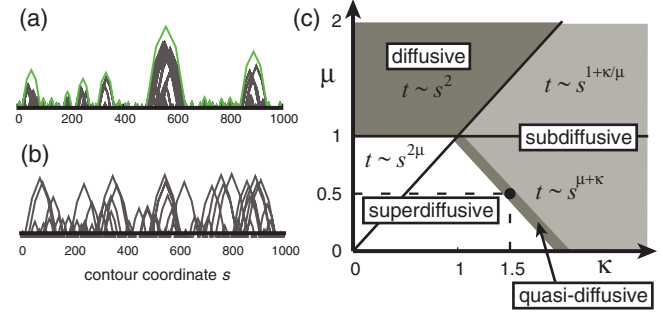 (a)
0 200 400 600 800 1000
(b)
0 200 400 600 800 1000
contour coordinate s
(c)
2
μ
1
0.5
0
diffusive
t ~ s^2
t ~ s^{1+κ/μ}
subdiffusive
t ~ s^{2μ}
t ~ s^{μ+κ}
superdiffusive
0 1 1.5 κ
quasi-diffusive